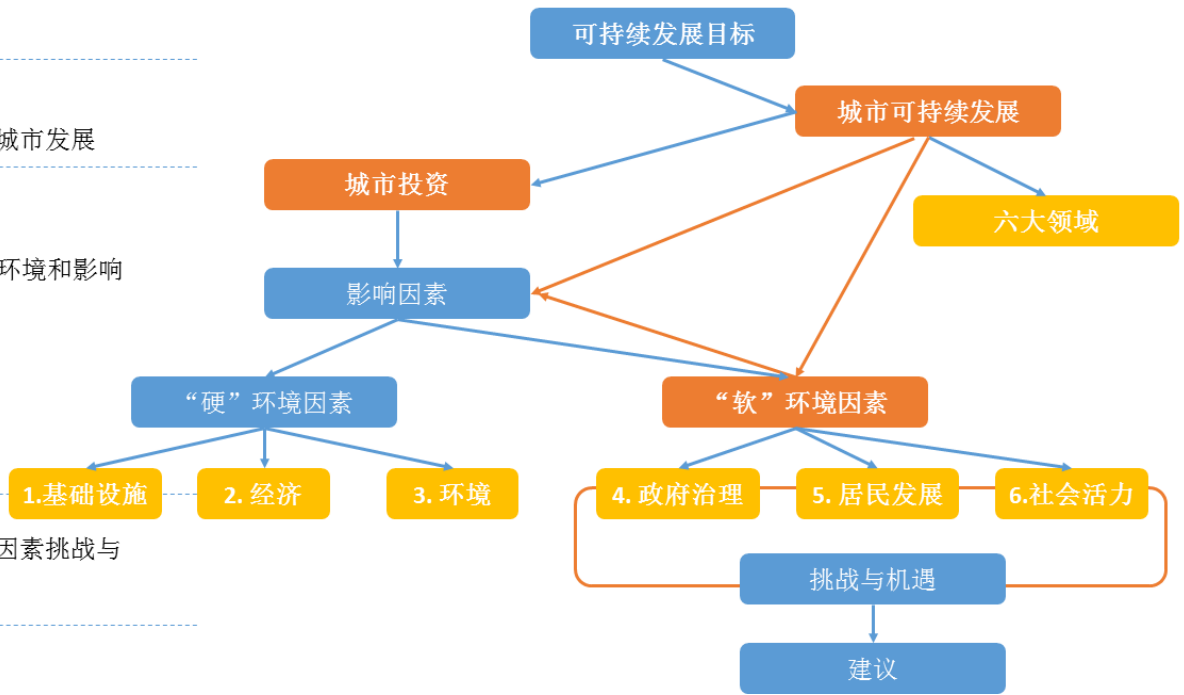 可持续发展目标
城市可持续发展
城市发展
城市投资
六大领域
环境和影响
影响因素
“硬”环境因素
“软”环境因素
1.基础设施
2. 经济
3. 环境
4. 政府治理
5. 居民发展
6.社会活力
因素挑战与
挑战与机遇
建议